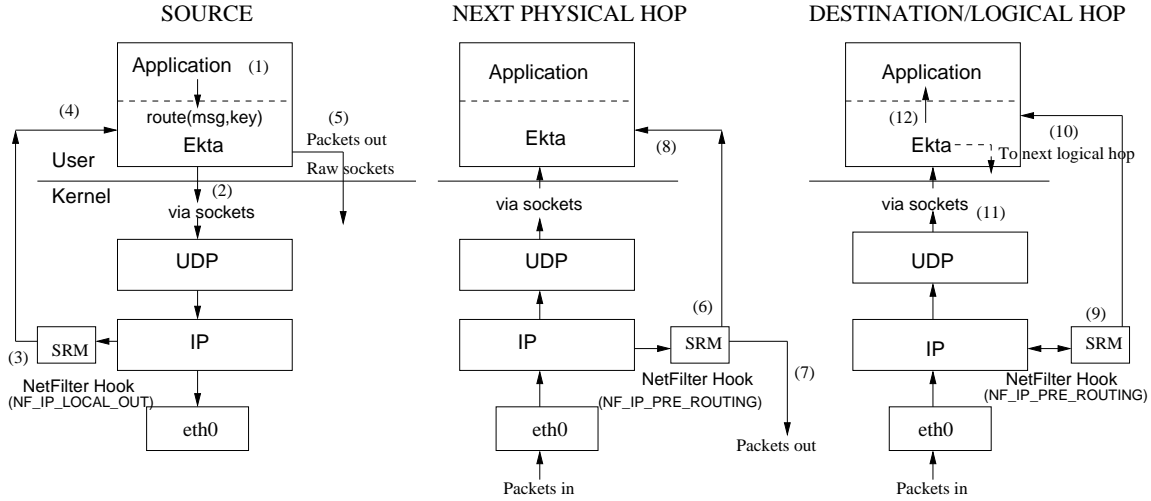 SOURCE
Application (1)
(4)
route(msg,key)
(5)
Packets out
Ekta
User
Raw sockets
Kernel
(2)
via sockets
UDP
IP
(3)
SRM
NetFilter Hook
(NF_IP_LOCAL_OUT)
eth0
NEXT PHYSICAL HOP
Application
Ekta
(8)
via sockets
UDP
(6)
IP
SRM
(7)
NetFilter Hook
(NF_IP_PRE_ROUTING)
eth0
Packets out
Packets in
DESTINATION/LOGICAL HOP
Application
(12)
(10)
Ekta
To next logical hop
via sockets
(11)
UDP
(9)
IP
SRM
NetFilter Hook
(NF_IP_PRE_ROUTING)
eth0
Packets in